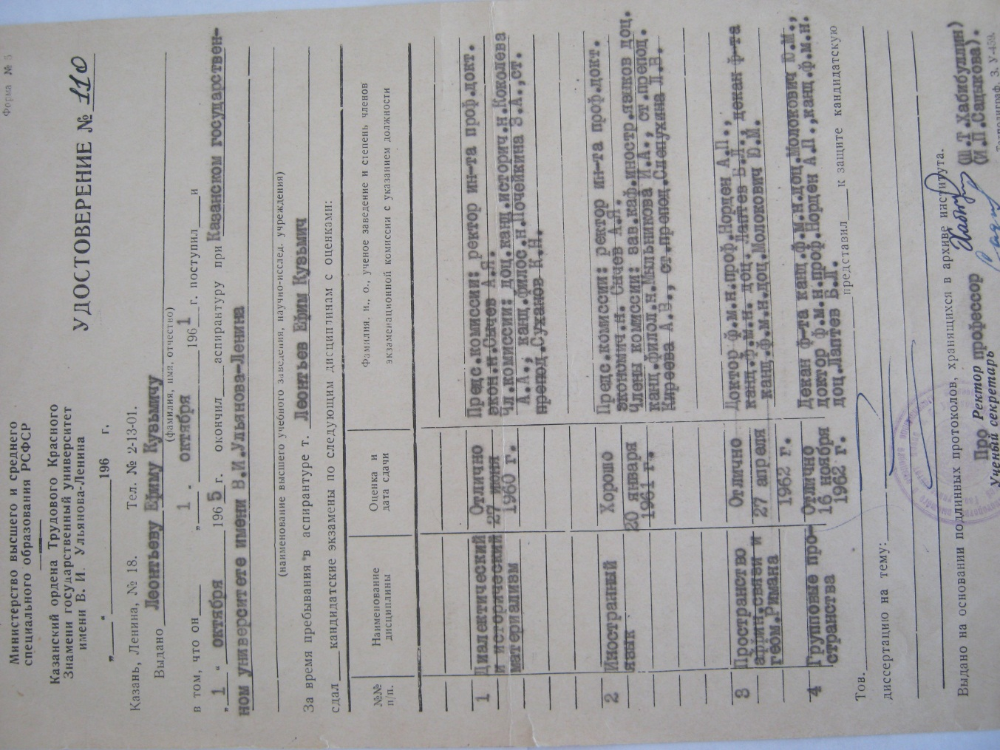 Форма № 5
Министерство высшего и среднего
специального образования РСФСР
Казанский ордена Трудового Красного
Знамени государственный университет
имени В. И. Ульянова-Ленина
„ “ 196 г.
Казань, Ленина, № 18. Тел. № 2-13-01.
УДОСТОВЕРЕНИЕ № 110
Выдано Леонтьеву Ефиму Кузьмичу
(фамилия, имя, отчество)
в том, что он „ 1 “ октября 1961 г. поступил и
„ 1 “ октября 1965 г. окончил аспирантуру при Казанском государствен-
ном университете имени В.И.Ульянова-Ленина
(наименование высшего учебного заведения, научно-исслед. учреждения)
За время пребывания в аспирантуре т. Леонтьев Ефим Кузьмич
сдал кандидатские экзамены по следующим дисциплинам с оценками:
№№ п/п.
Наименование дисциплины
Оценка и дата сдачи
Фамилия, и., о., ученое заведение и степень членов
экзаменационной комиссии с указанием должности
1 Диалектический Отлично Предс.комиссии: ректор ин-та проф.докт.
и исторический 27 июня экон.н.Сычев А.Я.
материализм 1960 г. Чл.комиссии: доц.канд.историч.н.Коколева
А.А., канд.филос.н.Почейкина З.А.,ст.
препод.Суханов К.Н.
2 Иностранный Хорошо Предс.комиссии: ректор ин-та проф.докт.
язык 20 января экономич.н. Сычев А.Я.
1961 г. члены комиссии: зав.каф.иностр.языков доц.
канд.филол.н.Мыльникова И.А., ст.препод.
Киреева А.В., ст.препод.Слепухина Л.В.
3 Пространство Отлично Доктор ф.м.н.проф.Норден А.П.,
аффин.связи и 27 апреля канд.ф.м.н. доц. Лаптев Б.Л., декан ф-та
геом.Римана 1962 г. канд.ф.м.н.доц.Молокович Ю.М.
4 Групповые про- Отлично Декан ф-та канд.ф.м.н.доц.Молокович Ю.М.,
странства 16 ноября доктор ф.м.н.проф.Норден А.П.,канд.ф.м.н.
1962 г. доц.Лаптев Б.Л.
Тов. представил к защите кандидатскую
диссертацию на тему:
Выдано на основании подлинных протоколов, хранящихся в архиве института.
Про Ректор профессор (Ш.Т.Хабибуллин)
Ученый секретарь (И.П.Садыкова).
Татполиграф. З. У-459.